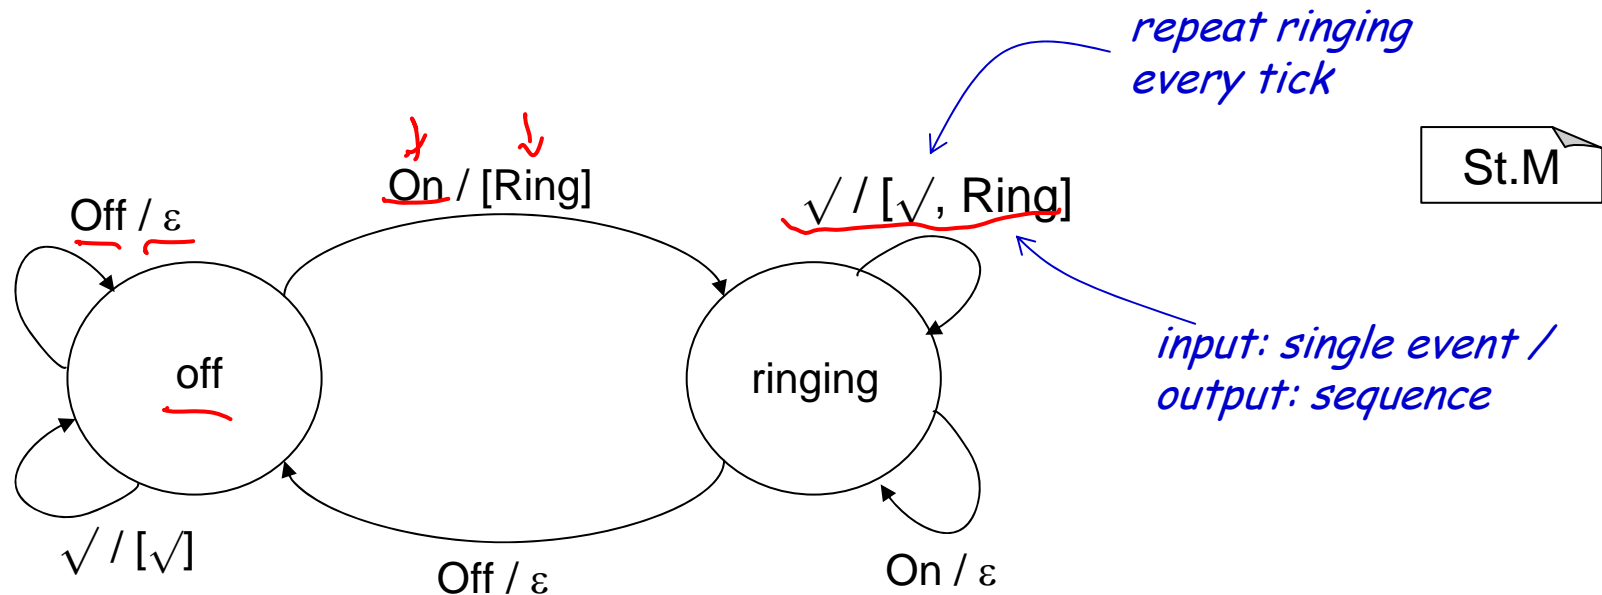 repeat ringing
every tick
St.M
On / [Ring]
√ / [√, Ring]
Off / ε
off
ringing
input: single event /
output: sequence
√ / [√]
Off / ε
On / ε